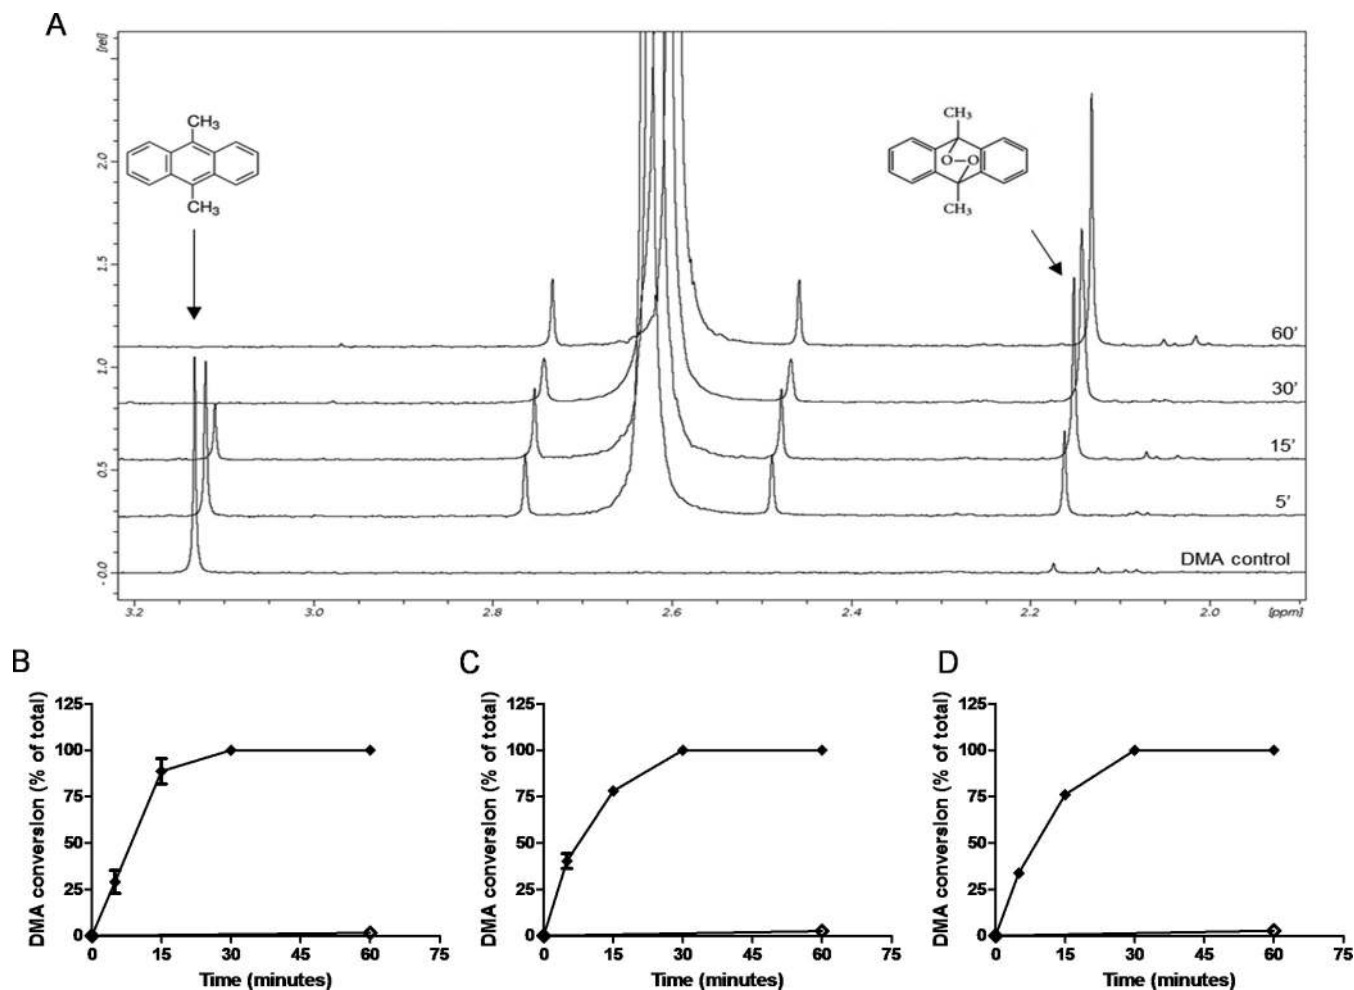 A
[rel]
2.0
1.5
1.0
0.5
- 0.0
CH₃
CH₃
CH₃
O—O
CH₃
60'
30'
15'
5'
DMA control
3.2 3.0 2.8 2.6 2.4 2.2 2.0 [ppm]
B
DMA conversion (% of total)
125
100
75
50
25
0
0 15 30 45 60 75
Time (minutes)
C
DMA conversion (% of total)
125
100
75
50
25
0
0 15 30 45 60 75
Time (minutes)
D
DMA conversion (% of total)
125
100
75
50
25
0
0 15 30 45 60 75
Time (minutes)